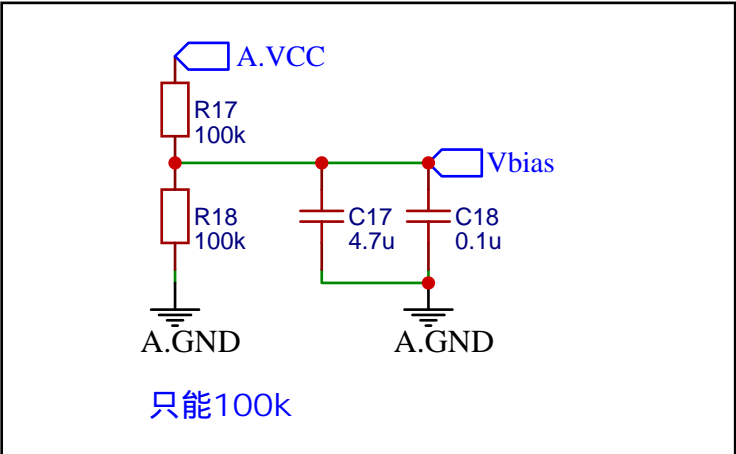 A.VCC
R17
100k
Vbias
R18
100k
C17
4.7u
C18
0.1u
A.GND
A.GND
只能100k